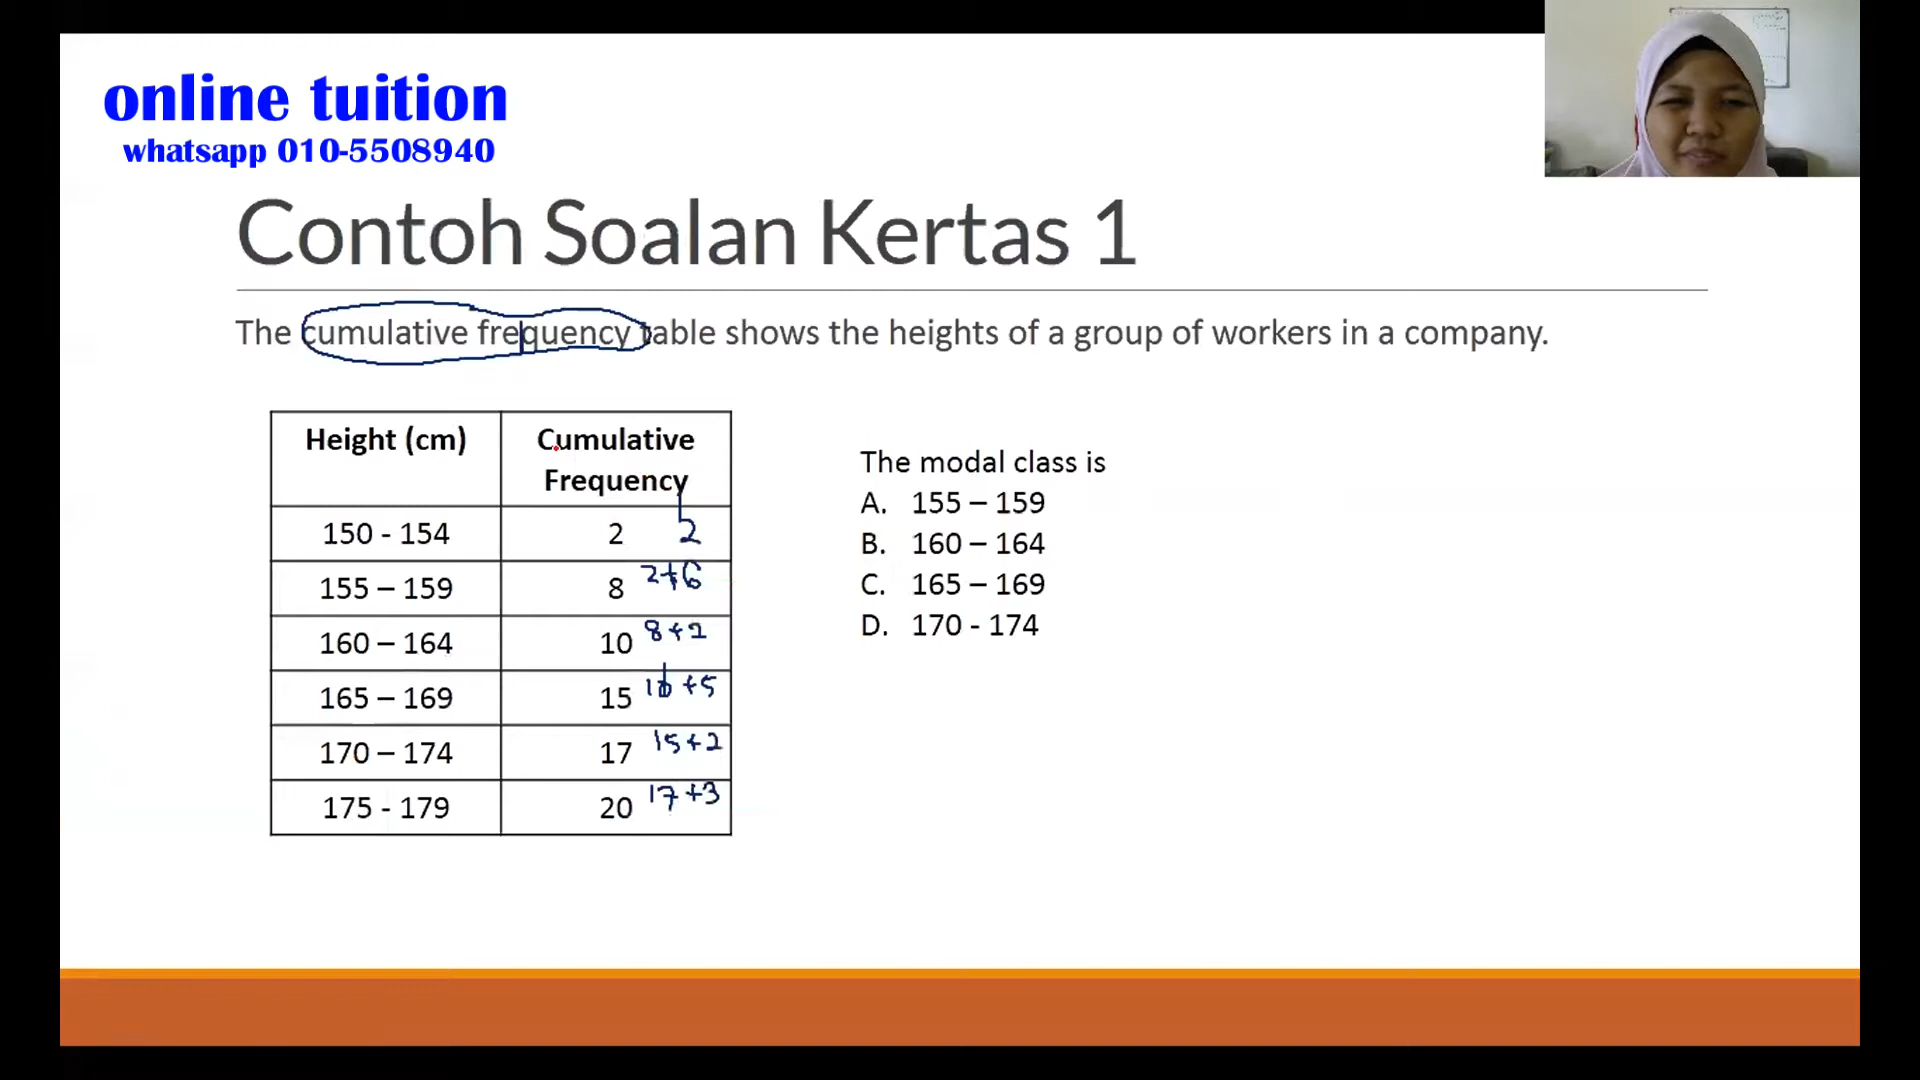 online tuition
whatsapp 010-5508940
Contoh Soalan Kertas 1
The cumulative frequency table shows the heights of a group of workers in a company.
Height (cm) Cumulative Frequency
150 - 154 2 2
155 – 159 8 2+6
160 – 164 10 8+2
165 – 169 15 10+5
170 – 174 17 15+2
175 - 179 20 17+3
The modal class is
A. 155 – 159
B. 160 – 164
C. 165 – 169
D. 170 - 174